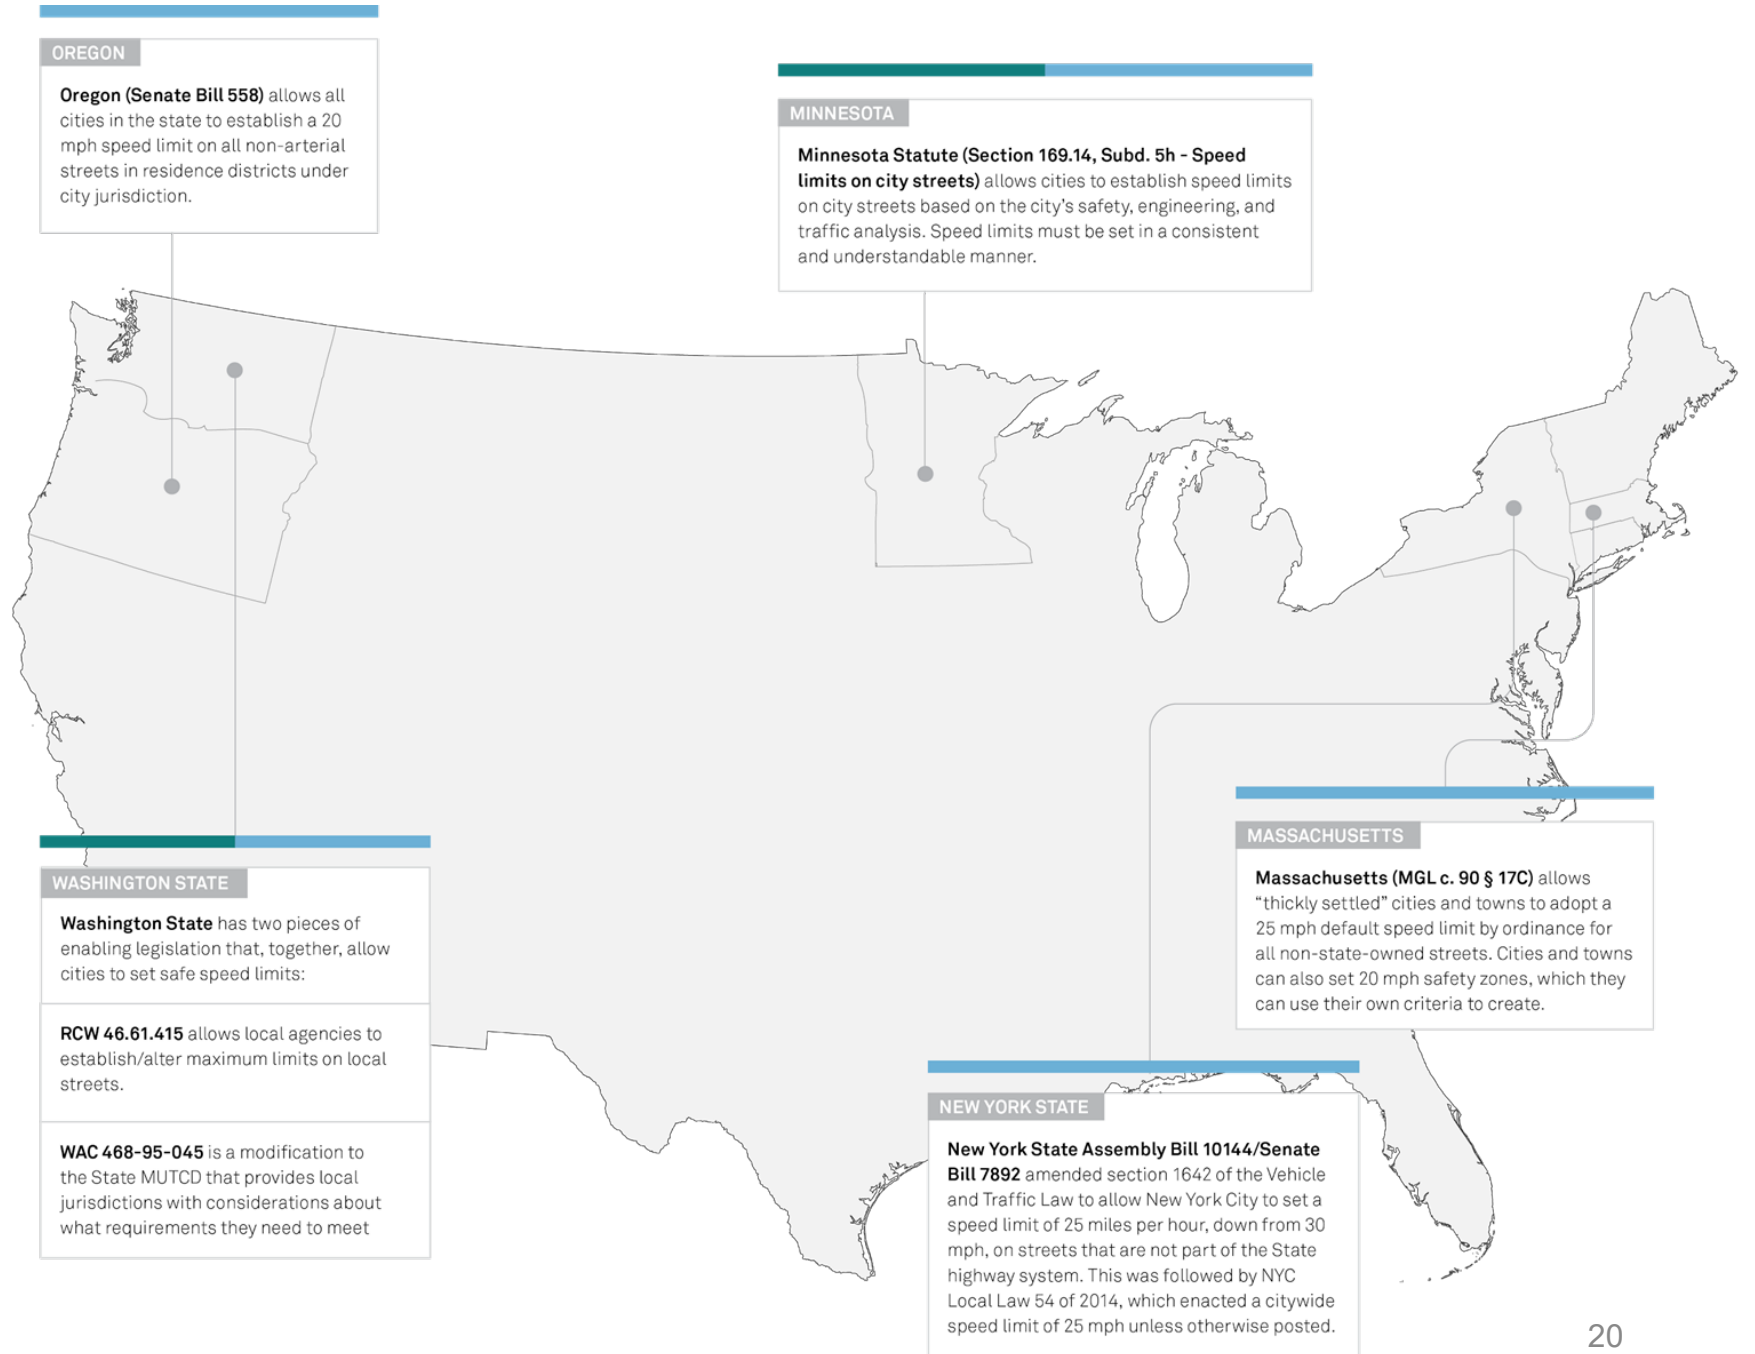 OREGON
Oregon (Senate Bill 558) allows all
cities in the state to establish a 20
mph speed limit on all non-arterial
streets in residence districts under
city jurisdiction.
MINNESOTA
Minnesota Statute (Section 169.14, Subd. 5h - Speed
limits on city streets) allows cities to establish speed limits
on city streets based on the city's safety, engineering, and
traffic analysis. Speed limits must be set in a consistent
and understandable manner.
WASHINGTON STATE
Washington State has two pieces of
enabling legislation that, together, allow
cities to set safe speed limits:
RCW 46.61.415 allows local agencies to
establish/alter maximum limits on local
streets.
WAC 468-95-045 is a modification to
the State MUTCD that provides local
jurisdictions with considerations about
what requirements they need to meet
MASSACHUSETTS
Massachusetts (MGL c. 90 § 17C) allows
“thickly settled” cities and towns to adopt a
25 mph default speed limit by ordinance for
all non-state-owned streets. Cities and towns
can also set 20 mph safety zones, which they
can use their own criteria to create.
NEW YORK STATE
New York State Assembly Bill 10144/Senate
Bill 7892 amended section 1642 of the Vehicle
and Traffic Law to allow New York City to set a
speed limit of 25 miles per hour, down from 30
mph, on streets that are not part of the State
highway system. This was followed by NYC
Local Law 54 of 2014, which enacted a citywide
speed limit of 25 mph unless otherwise posted.
20